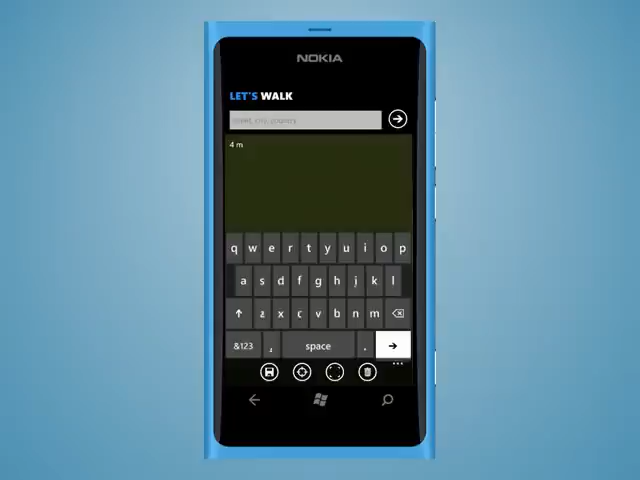 NOKIA
LET'S WALK
street, city, country
4 m
q w e r t y u i o p
a s d f g h j k l
z x c v b n m
&123 , space .